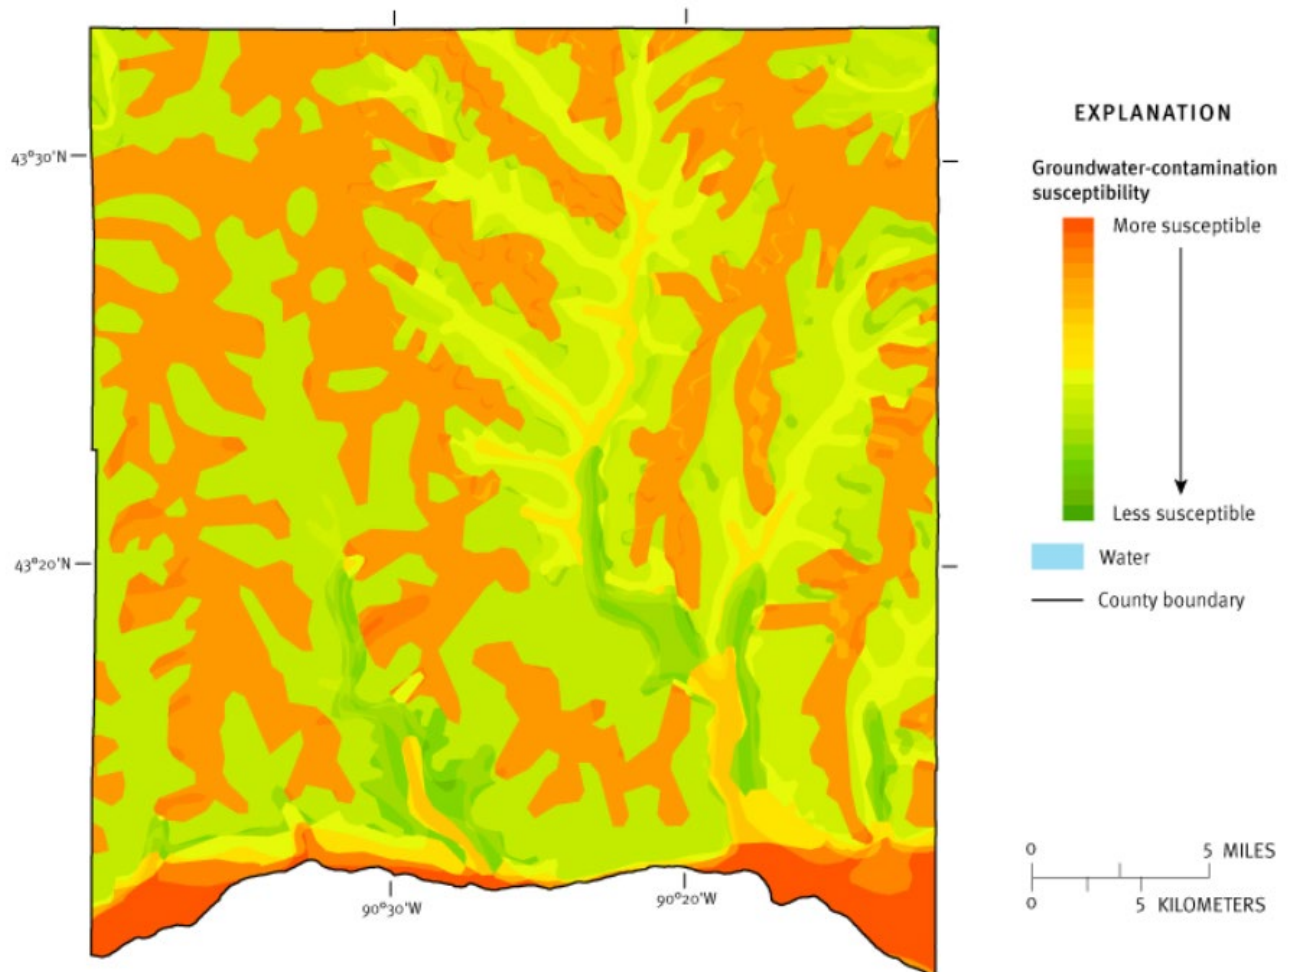 EXPLANATION
43°30'N
Groundwater-contamination
susceptibility
More susceptible
Less susceptible
43°20'N
Water
County boundary
0 5 MILES
0 5 KILOMETERS
90°30'W
90°20'W